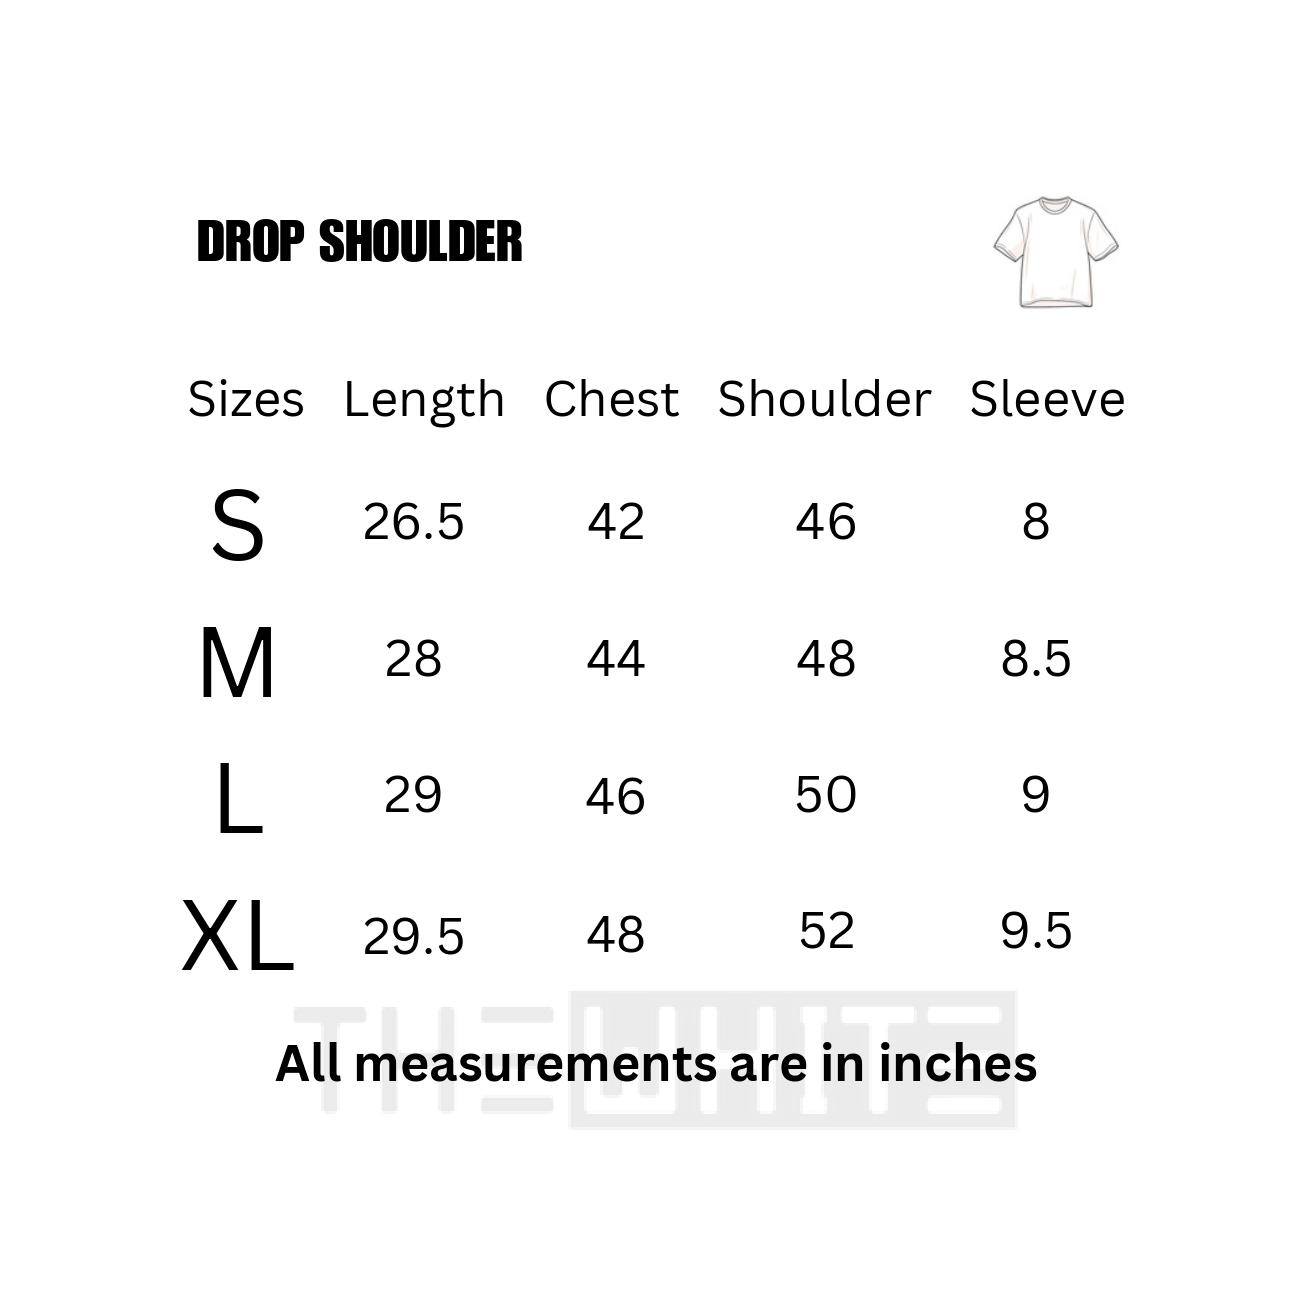 DROP SHOULDER
Sizes Length Chest Shoulder Sleeve
S 26.5 42 46 8
M 28 44 48 8.5
L 29 46 50 9
XL 29.5 48 52 9.5
THE WHITE
All measurements are in inches